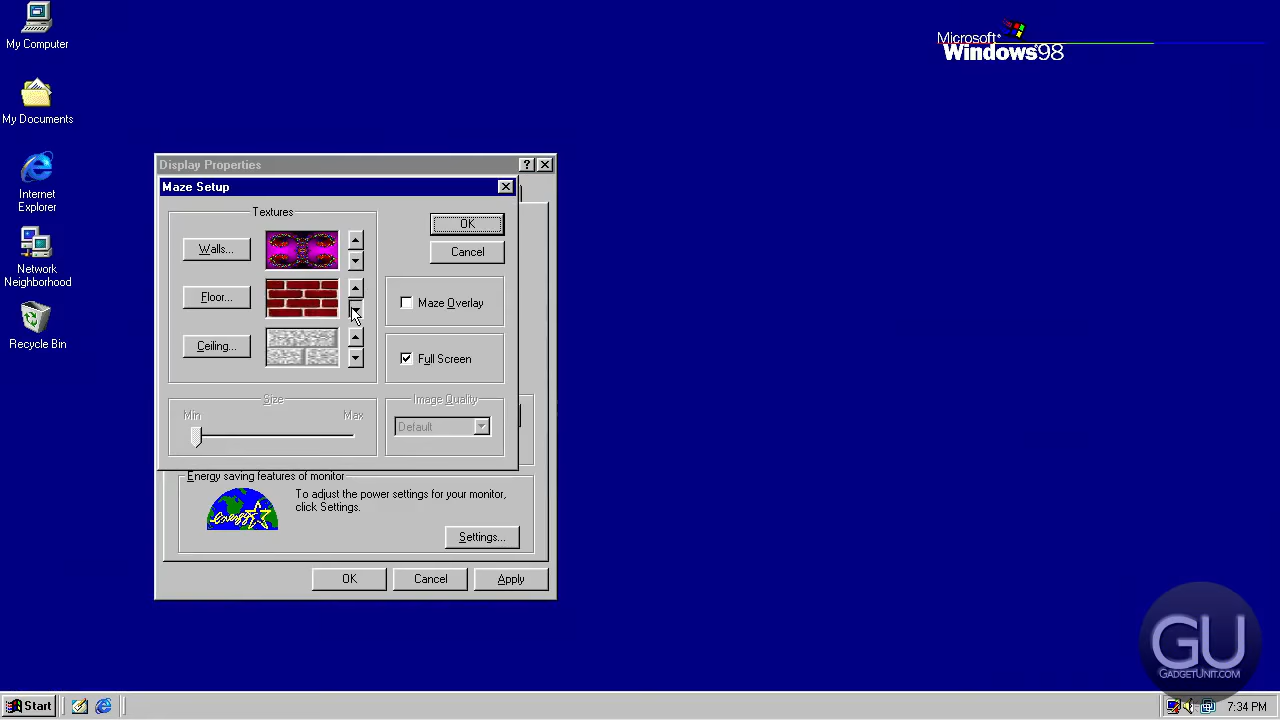 My Computer
My Documents
Internet
Explorer
Network
Neighborhood
Recycle Bin
Microsoft®
Windows 98
Display Properties
Maze Setup
Textures
Walls...
Floor...
Ceiling...
OK
Cancel
Maze Overlay
Full Screen
Size
Min
Max
Image Quality
Default
Energy saving features of monitor
energy
To adjust the power settings for your monitor,
click Settings.
Settings...
OK
Cancel
Apply
GU
GADGETUNIT.COM
Start
7:34 PM